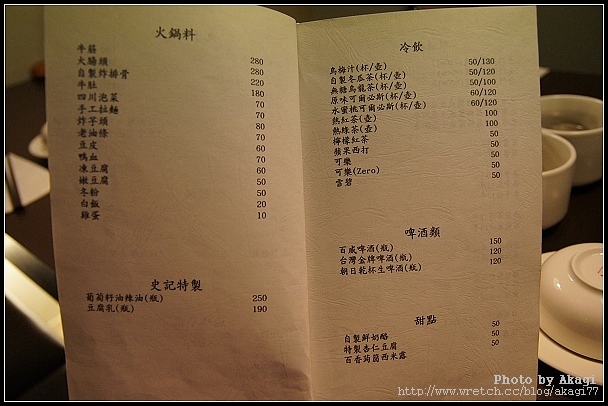 火鍋料
牛筋 280
大腸頭 280
自製炸排骨 220
牛肚 180
四川泡菜 70
手工拉麵 70
炸芋頭 80
老油條 70
豆皮 60
鴨血 70
凍豆腐 60
嫩豆腐 50
冬粉 50
白飯 20
雞蛋 10
史記特製
葡萄籽油辣油(瓶) 250
豆腐乳(瓶) 190
冷飲
烏梅汁(杯/壺) 50/130
自製冬瓜茶(杯/壺) 50/120
無糖烏龍茶(杯/壺) 50/100
原味可爾必斯(杯/壺) 60/120
水蜜桃可爾必斯(杯/壺) 60/120
熱紅茶(壺) 100
熱綠茶(壺) 100
檸檬紅茶 50
蘋果西打 50
可樂 50
可樂(Zero) 50
雪碧 50
啤酒類
百威啤酒(瓶) 150
台灣金牌啤酒(瓶) 120
朝日乾杯生啤酒(瓶) 120
甜點
自製鮮奶酪 50
特製杏仁豆腐 50
百香蒟蒻西米露 50
Photo by Akagi
http://www.wretch.cc/blog/akagi77